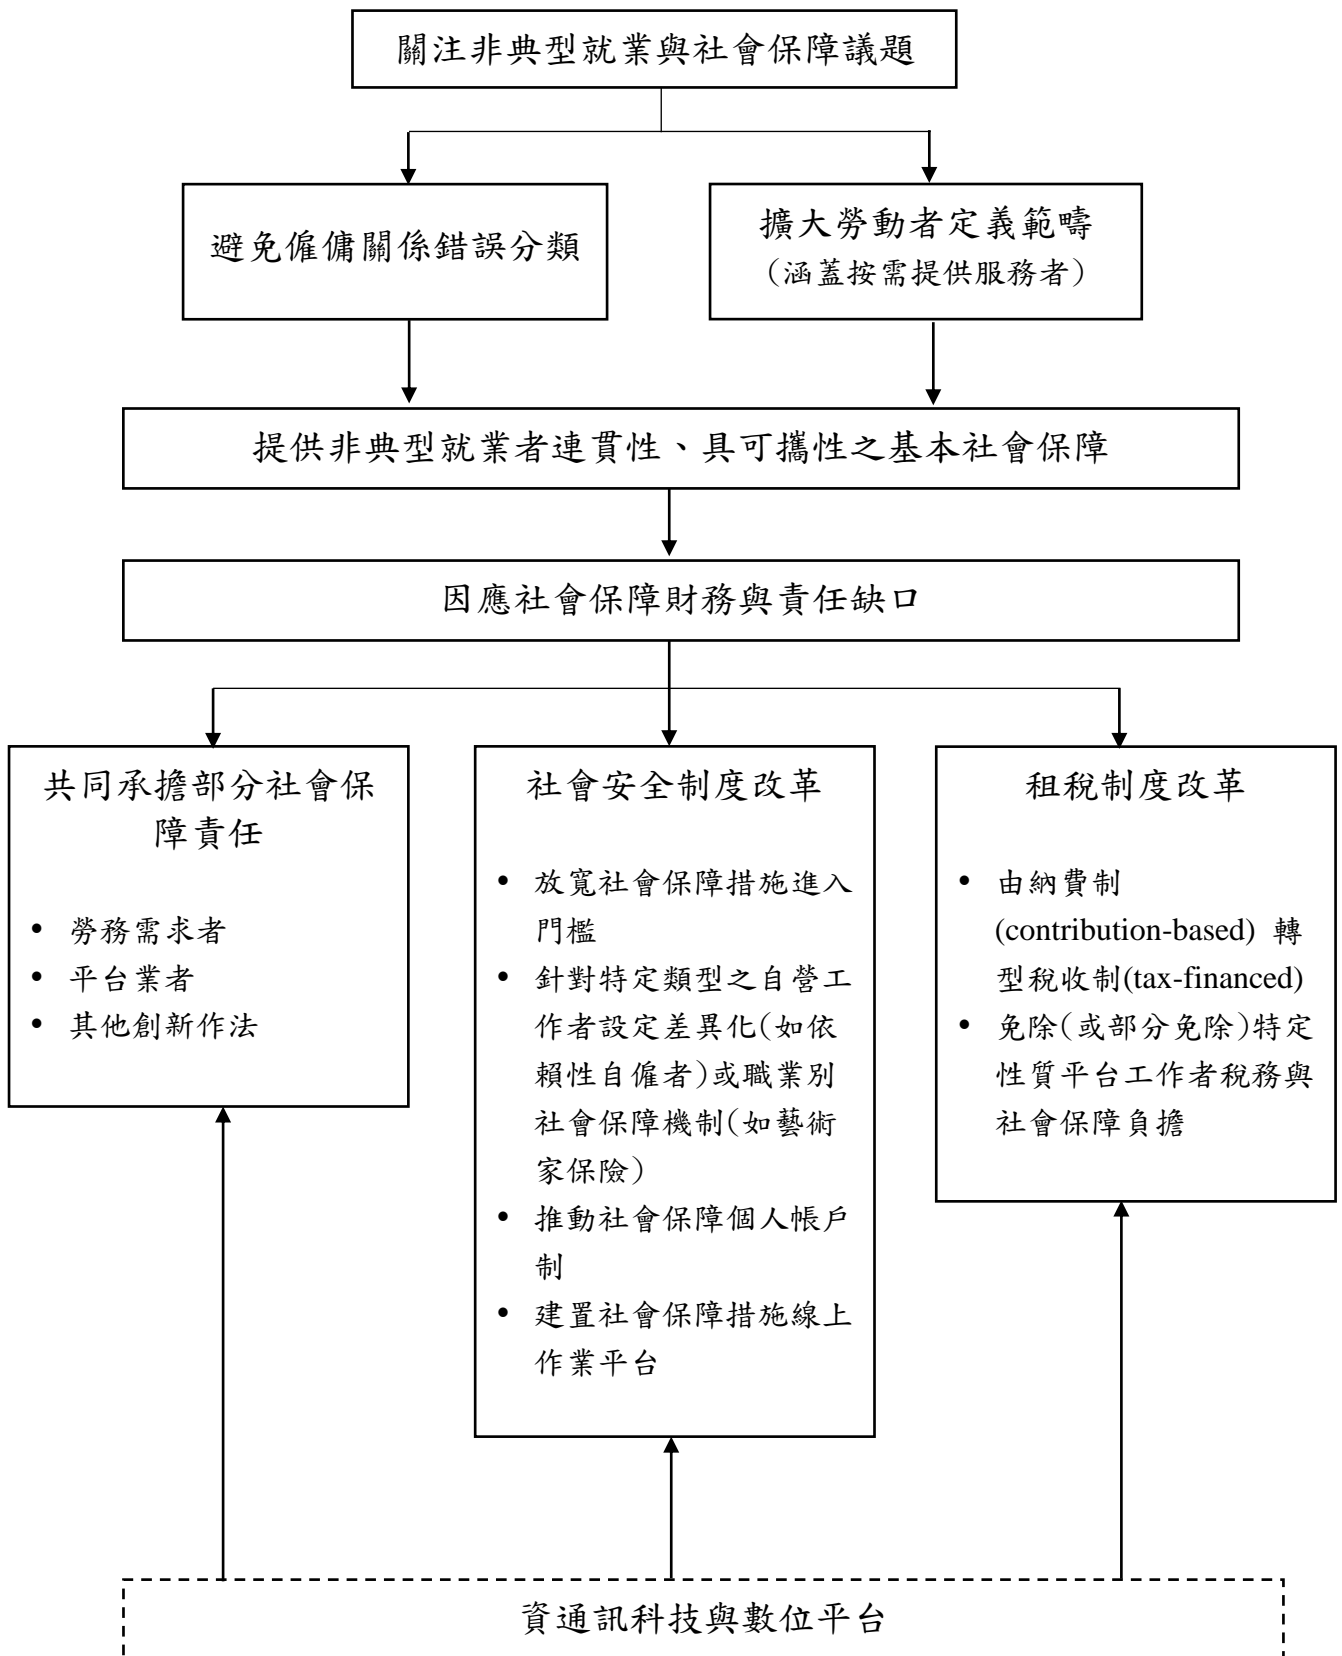 關注非典型就業與社會保障議題
避免僱傭關係錯誤分類
擴大勞動者定義範疇
(涵蓋按需提供服務者)
提供非典型就業者連貫性、具可攜性之基本社會保障
因應社會保障財務與責任缺口
共同承擔部分社會保
障責任
• 勞務需求者
• 平台業者
• 其他創新作法
社會安全制度改革
• 放寬社會保障措施進入
門檻
• 針對特定類型之自營工
作者設定差異化(如依
賴性自僱者)或職業別
社會保障機制(如藝術
家保險)
• 推動社會保障個人帳戶
制
• 建置社會保障措施線上
作業平台
租稅制度改革
• 由納費制
(contribution-based) 轉
型稅收制(tax-financed)
• 免除(或部分免除)特定
性質平台工作者稅務與
社會保障負擔
資通訊科技與數位平台